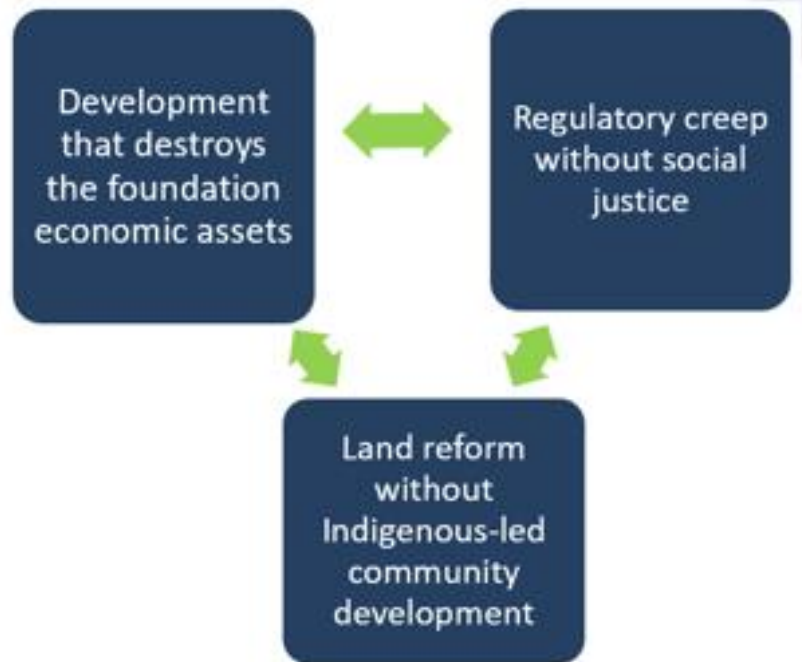 Development
that destroys
the foundation
economic assets
Regulatory creep
without social
justice
Land reform
without
Indigenous-led
community
development